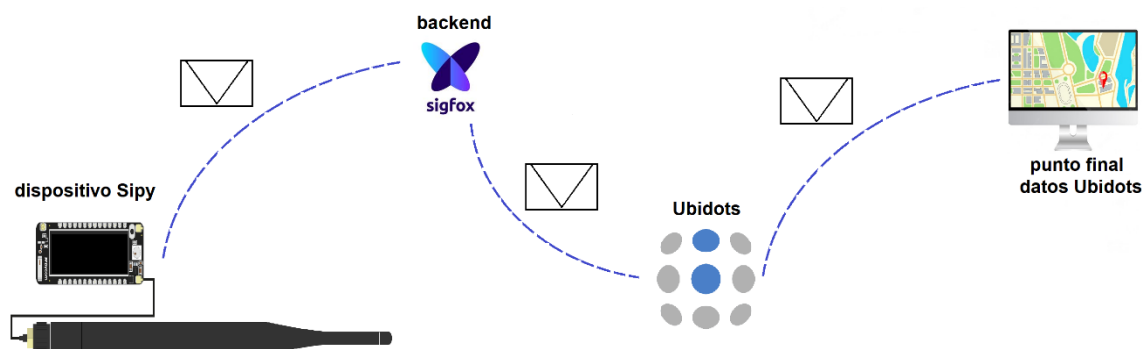 backend
sigfox
dispositivo Sipy
Ubidots
punto final
datos Ubidots